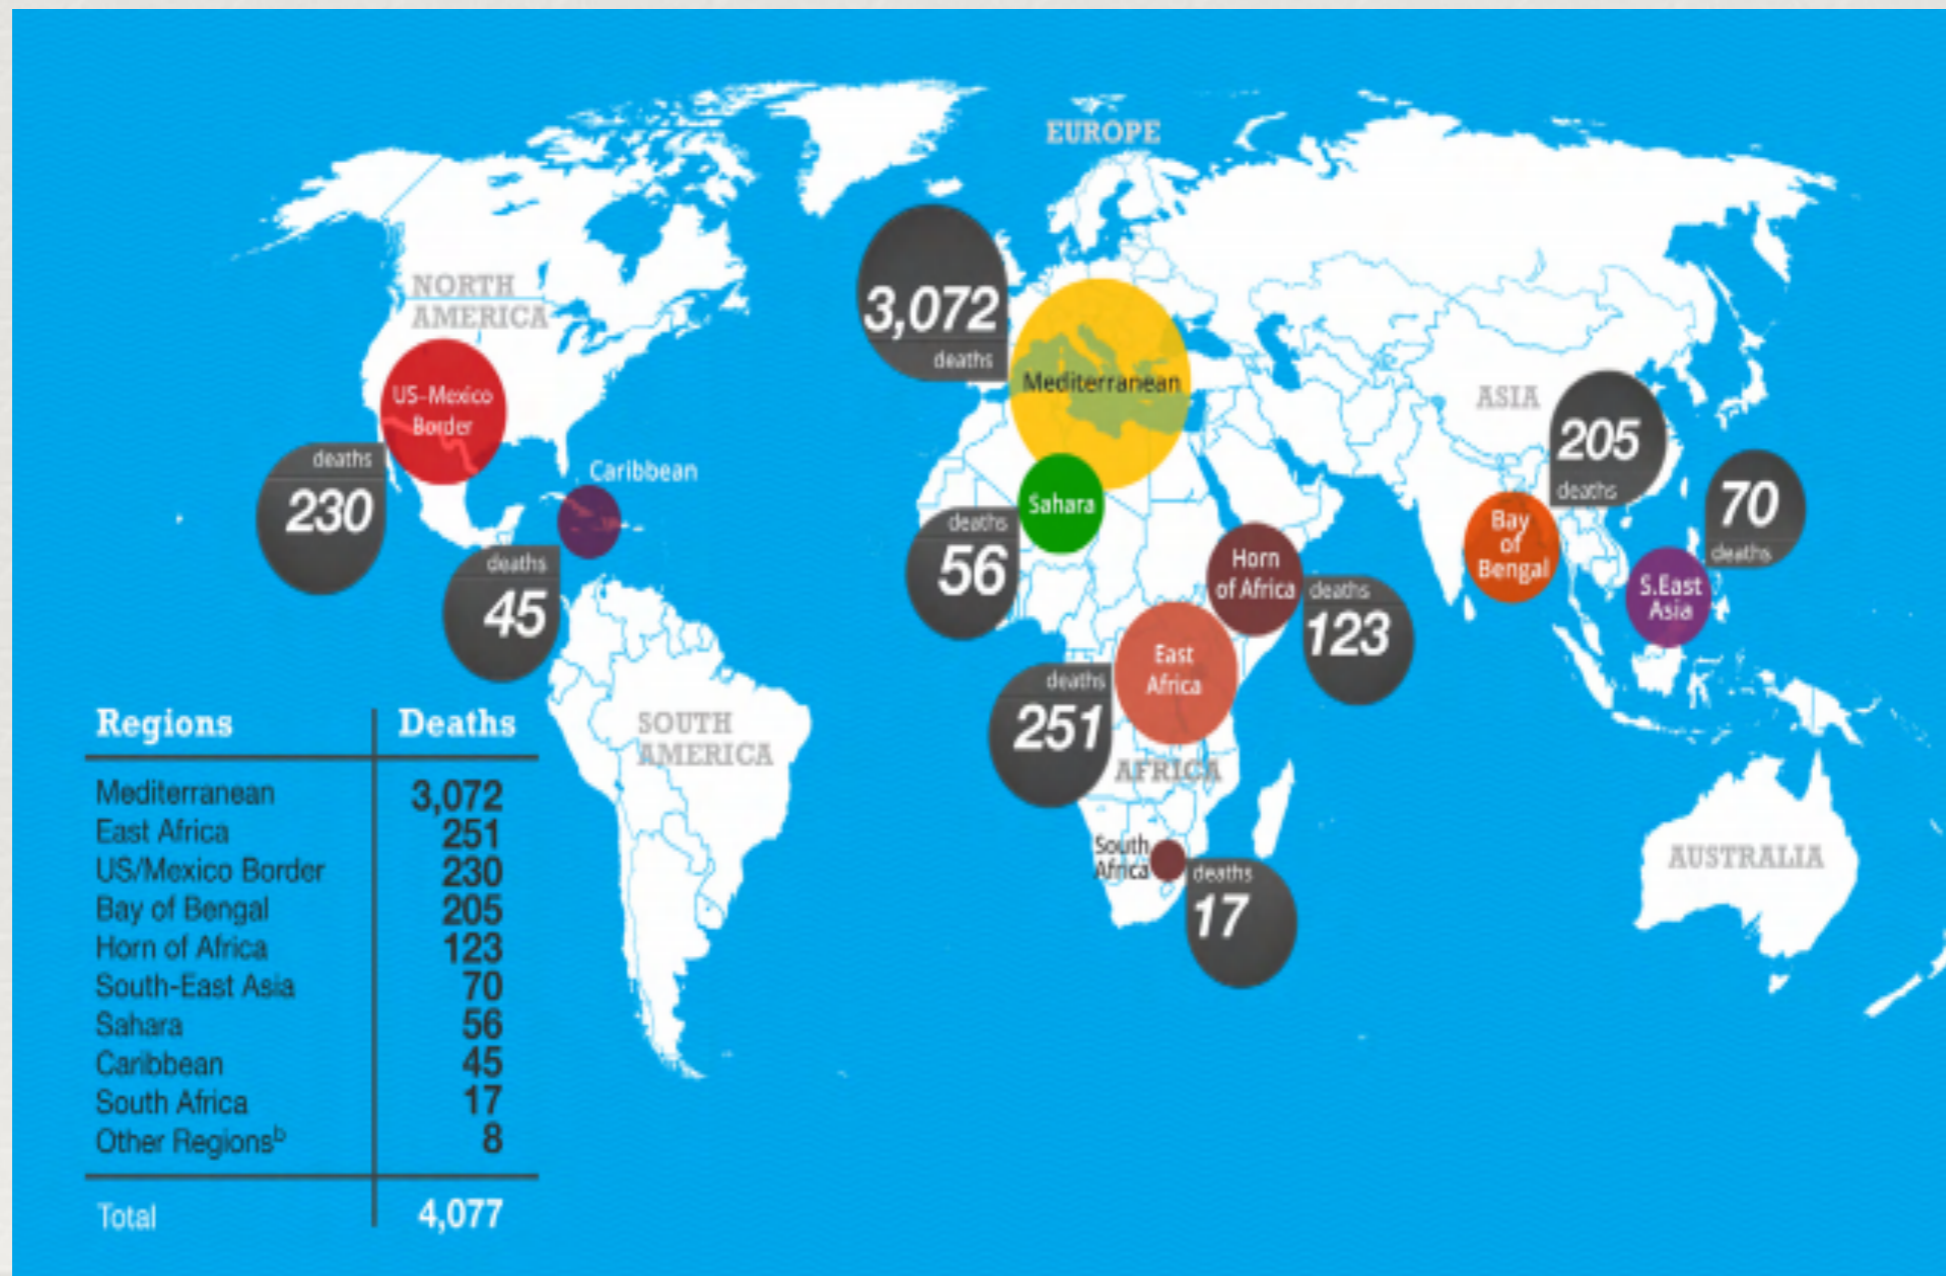 EUROPE
NORTH
AMERICA
3,072
deaths
Mediterranean
US-Mexico
Border
ASIA
205
deaths
deaths
230
Caribbean
70
deaths
Sahara
deaths
56
Bay
of
Bengal
Horn
of Africa
deaths
123
S.East
Asia
deaths
45
East
Africa
deaths
251
SOUTH
AMERICA
AFRICA
South
Africa
deaths
17
AUSTRALIA
Regions Deaths
Mediterranean 3,072
East Africa 251
US/Mexico Border 230
Bay of Bengal 205
Horn of Africa 123
South-East Asia 70
Sahara 56
Caribbean 45
South Africa 17
Other Regionsᵇ 8
Total 4,077